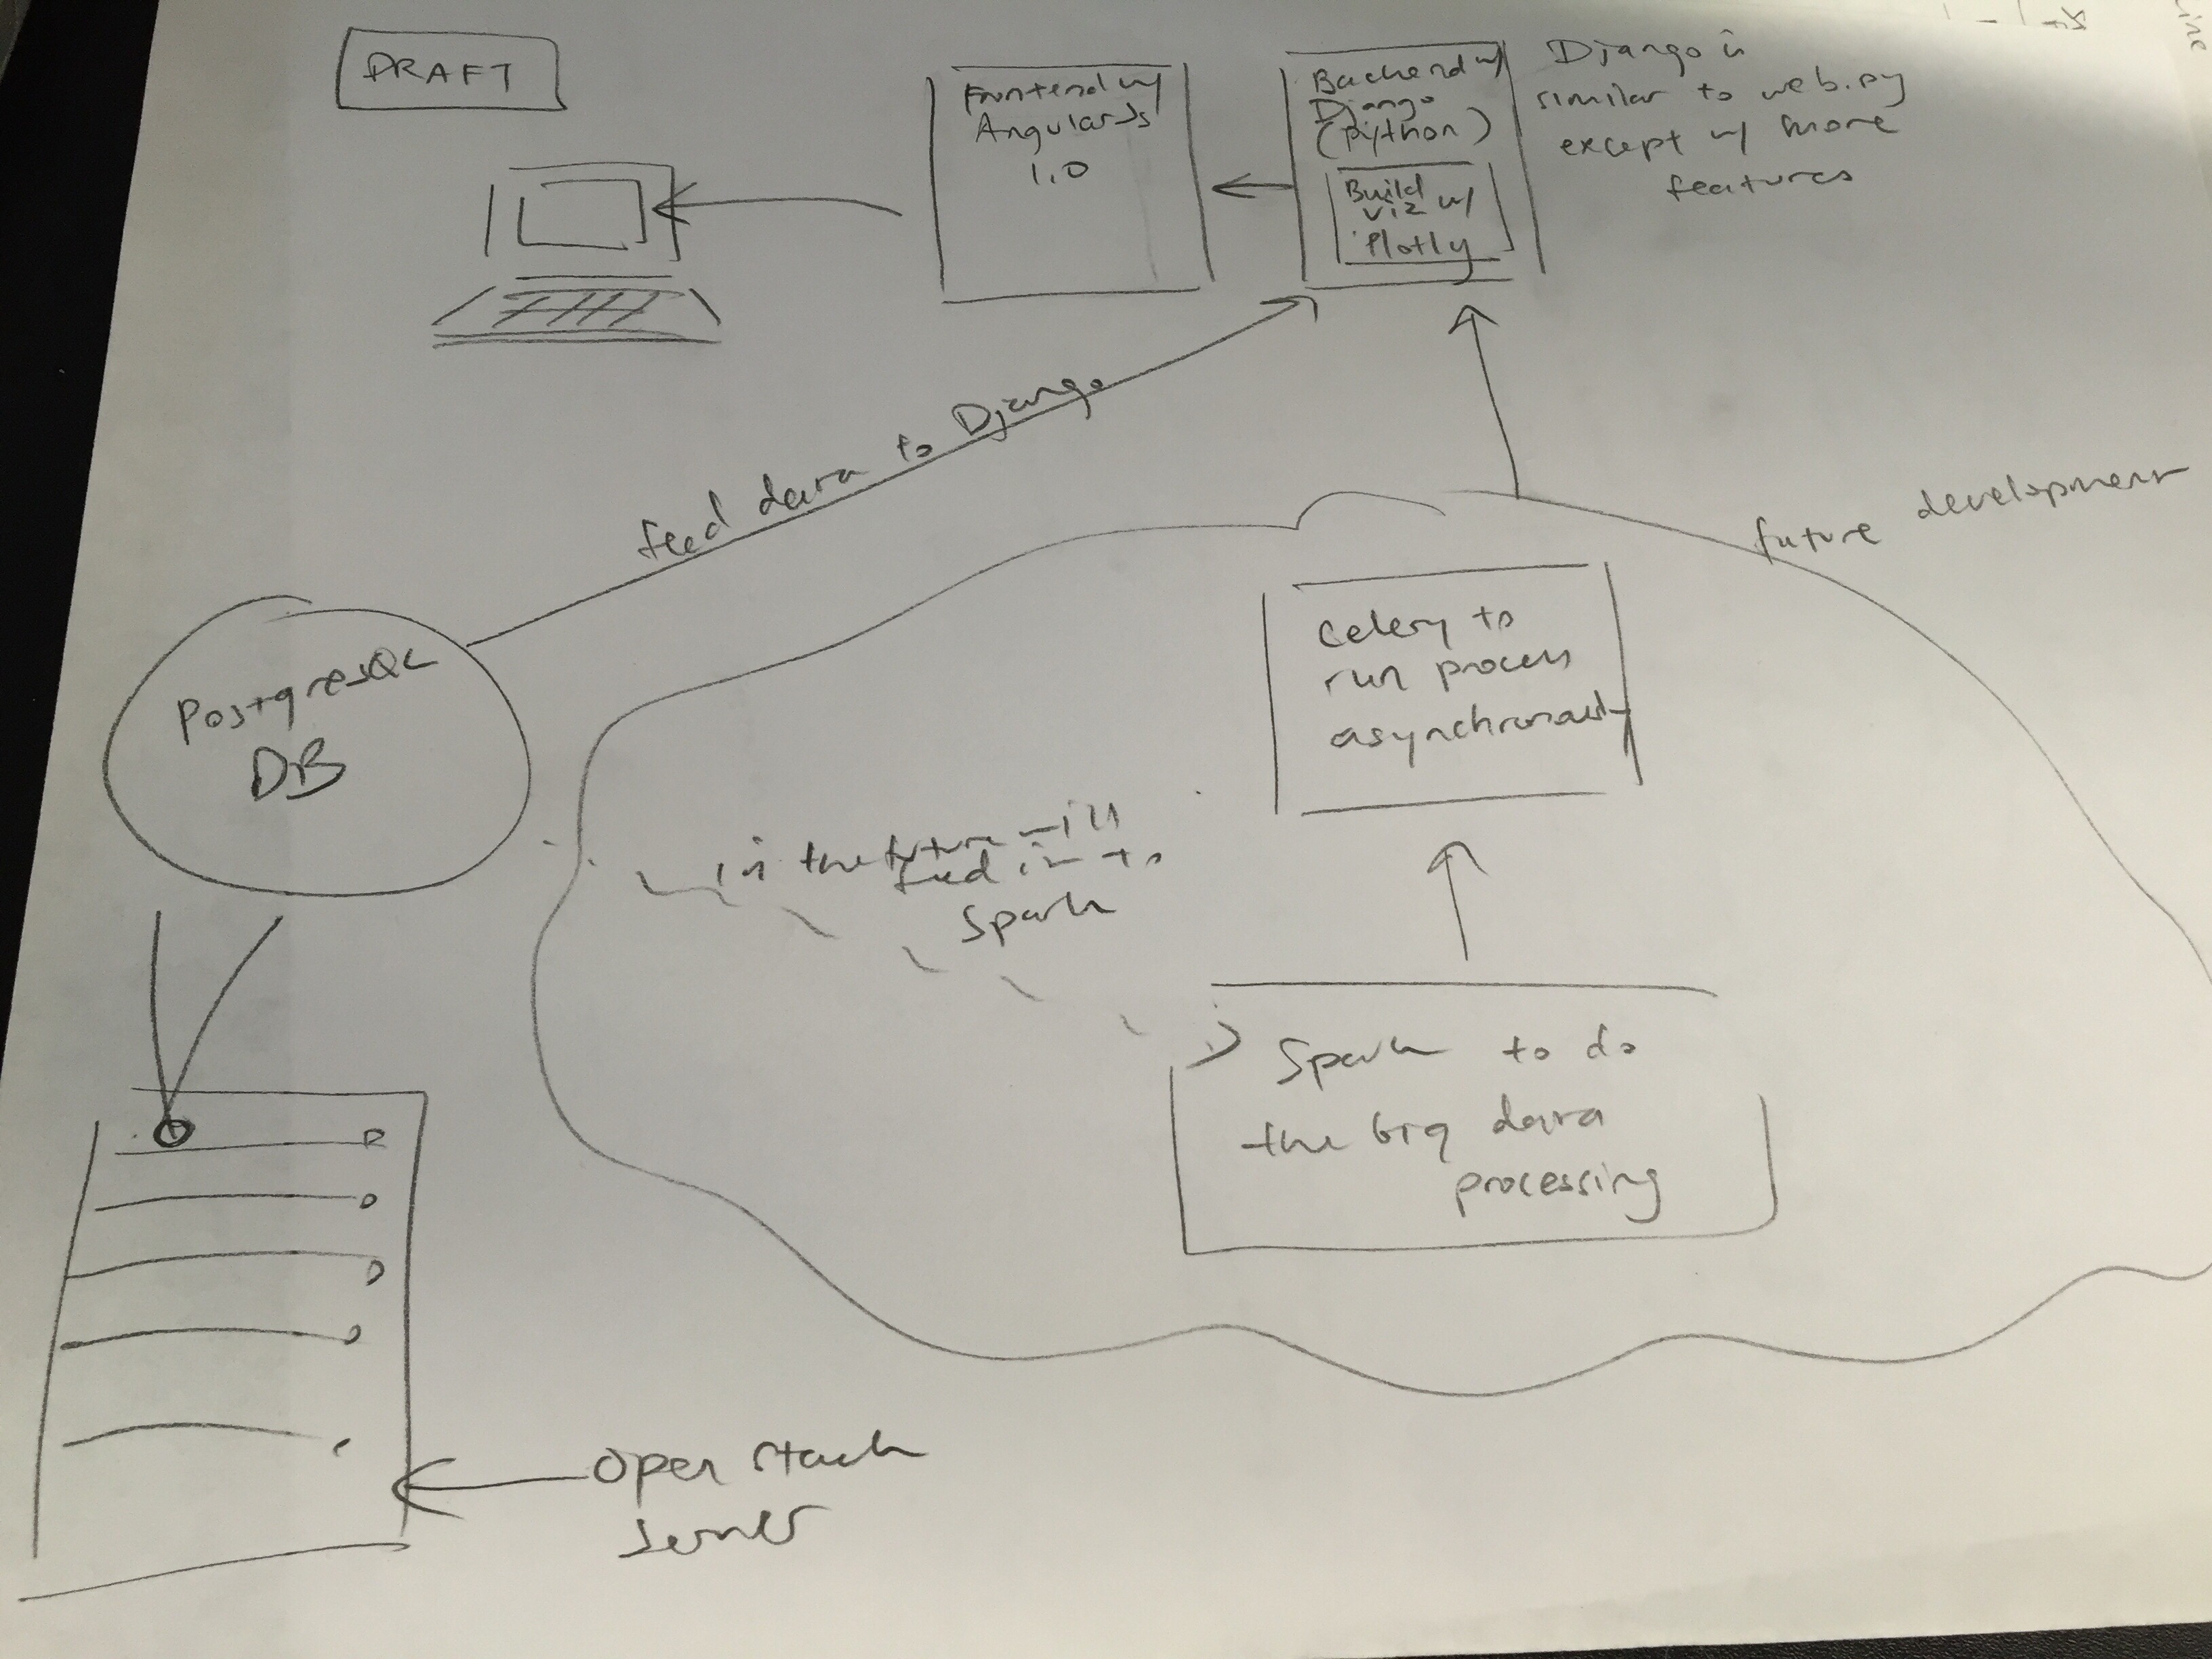 DRAFT
Frontend w/
AngularJs
1.0
Backend w/
Django
(Python)
Build
viz w/
Plotly
Django is
similar to web.py
except w/ more
features
feed data to Django
future development
PostgreSQL
DB
Celery to
run process
asynchronously
in the future will
feed in to
Spark
Spark to do
the big data
processing
Open Stack
server